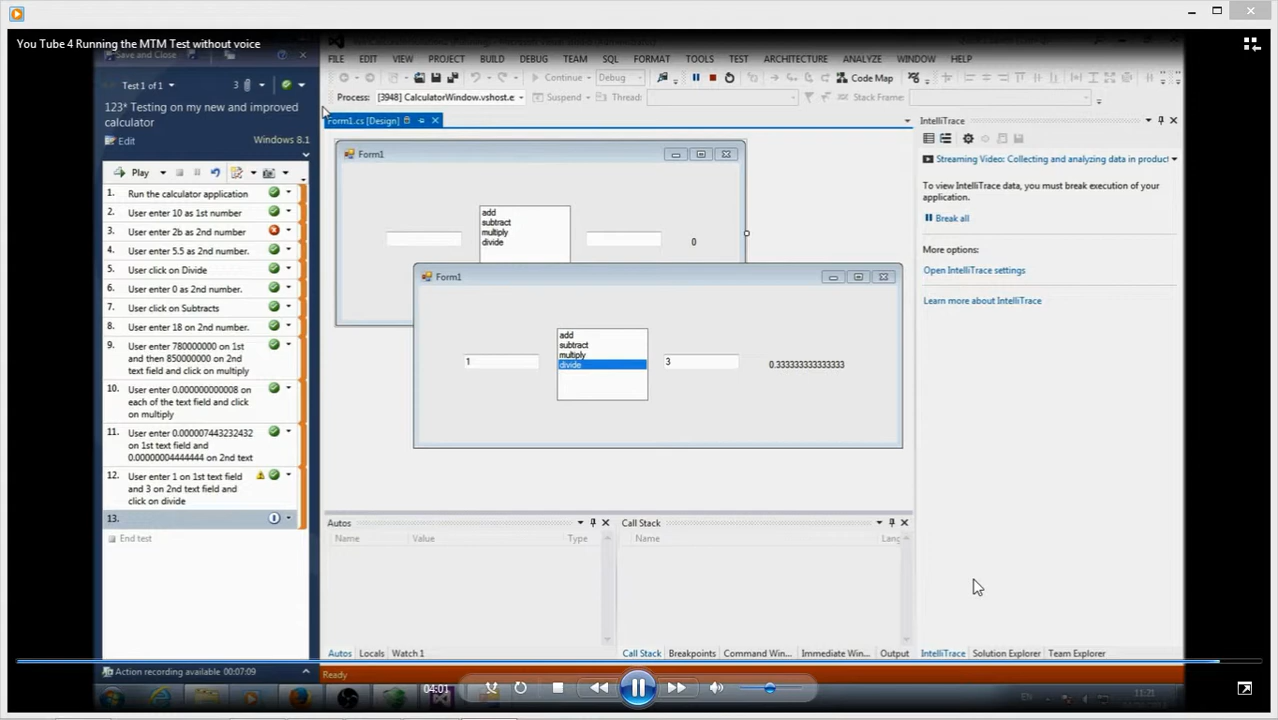 You Tube 4 Running the MTM Test without voice
Save and Close
FILE EDIT VIEW PROJECT BUILD DEBUG TEAM SQL FORMAT TOOLS TEST ARCHITECTURE ANALYZE WINDOW HELP
Test 1 of 1 3
Continue Debug Code Map
Process: [3948] CalculatorWindow.vshost.e Suspend Thread: Stack Frame:
123* Testing on my new and improved
calculator
Edit
Windows 8.1
Form1.cs [Design]
IntelliTrace
Play
1. Run the calculator application
2. User enter 10 as 1st number
3. User enter 2b as 2nd number
4. User enter 5.5 as 2nd number.
5. User click on Divide
6. User enter 0 as 2nd number.
7. User click on Subtracts
8. User enter 18 on 2nd number.
9. User enter 780000000 on 1st
and then 850000000 on 2nd
text field and click on multiply
10. User enter 0.000000000008 on
each of the text field and click
on multiply
11. User enter 0.000007443232432
on 1st text field and
0.00000004444444 on 2nd text
12. User enter 1 on 1st text field
and 3 on 2nd text field and
click on divide
13.
End test
Action recording available 00:07:09
Form1
add
subtract
multiply
divide
0
Form1
add
subtract
multiply
divide
1
3
0.333333333333333
Streaming Video: Collecting and analyzing data in product
To view IntelliTrace data, you must break execution of your
application.
Break all
More options:
Open IntelliTrace settings
Learn more about IntelliTrace
Autos
Name Value Type
Call Stack
Name Lang
Autos Locals Watch 1
Call Stack Breakpoints Command Win... Immediate Win... Output
IntelliTrace Solution Explorer Team Explorer
Ready
04:01
EN
11:21